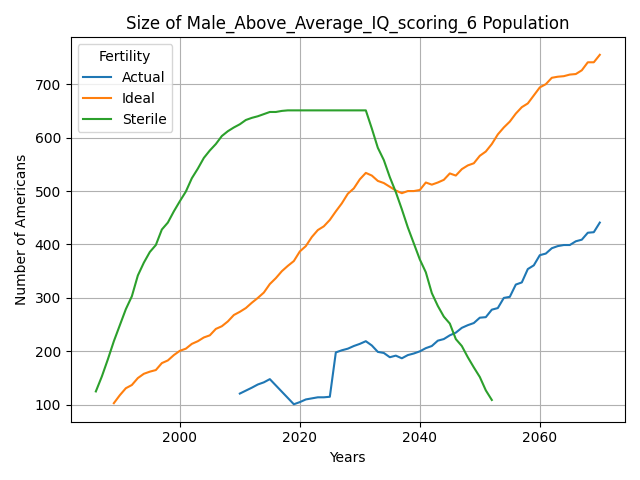 Size of Male_Above_Average_IQ_scoring_6 Population
Fertility
Actual
Ideal
Sterile
Number of Americans
700
600
500
400
300
200
100
2000
2020
2040
2060
Years